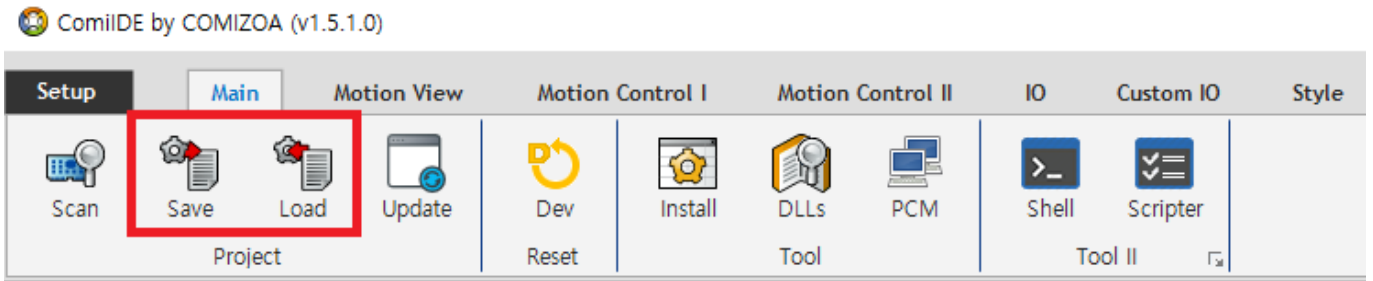 ComiIDE by COMIZOA (v1.5.1.0)
Setup Main Motion View Motion Control I Motion Control II IO Custom IO Style
Scan Save Load Update Dev Install DLLs PCM Shell Scripter
Project Reset Tool Tool II